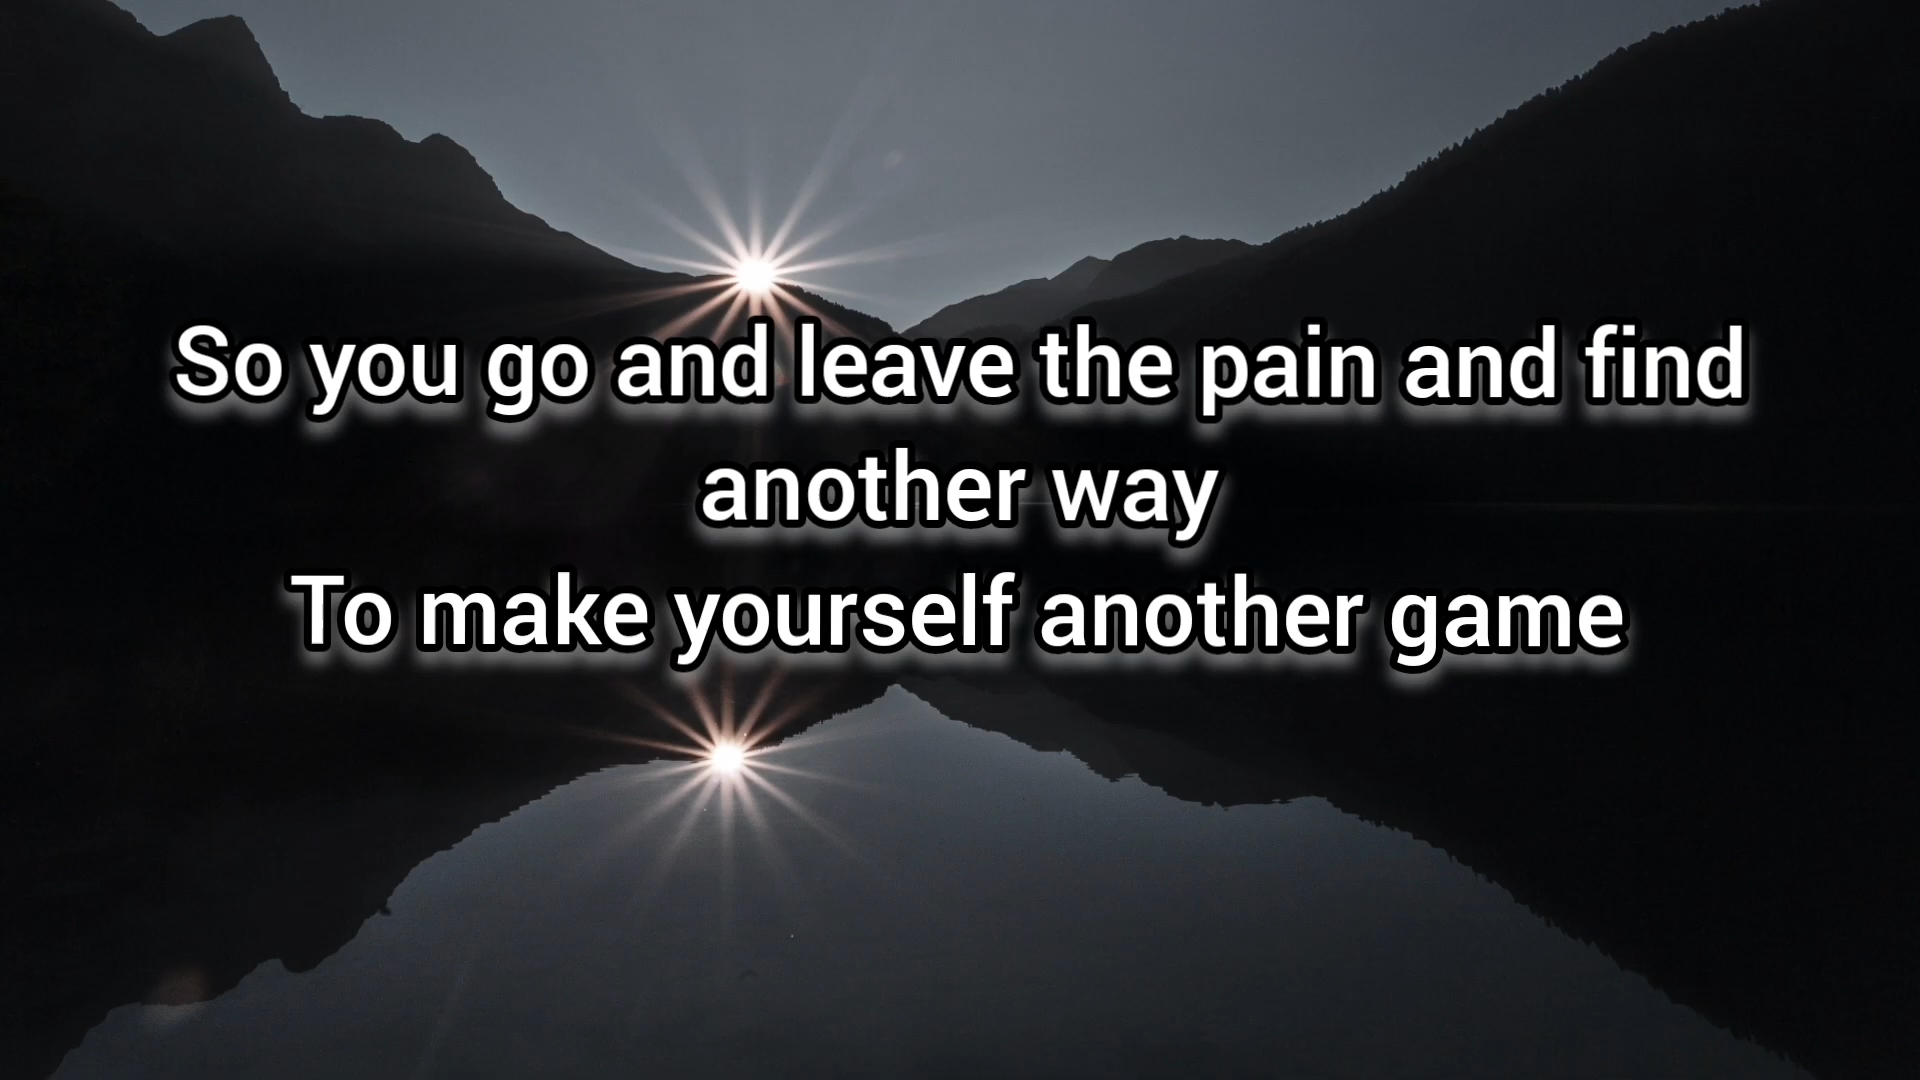 So you go and leave the pain and find
another way
To make yourself another game